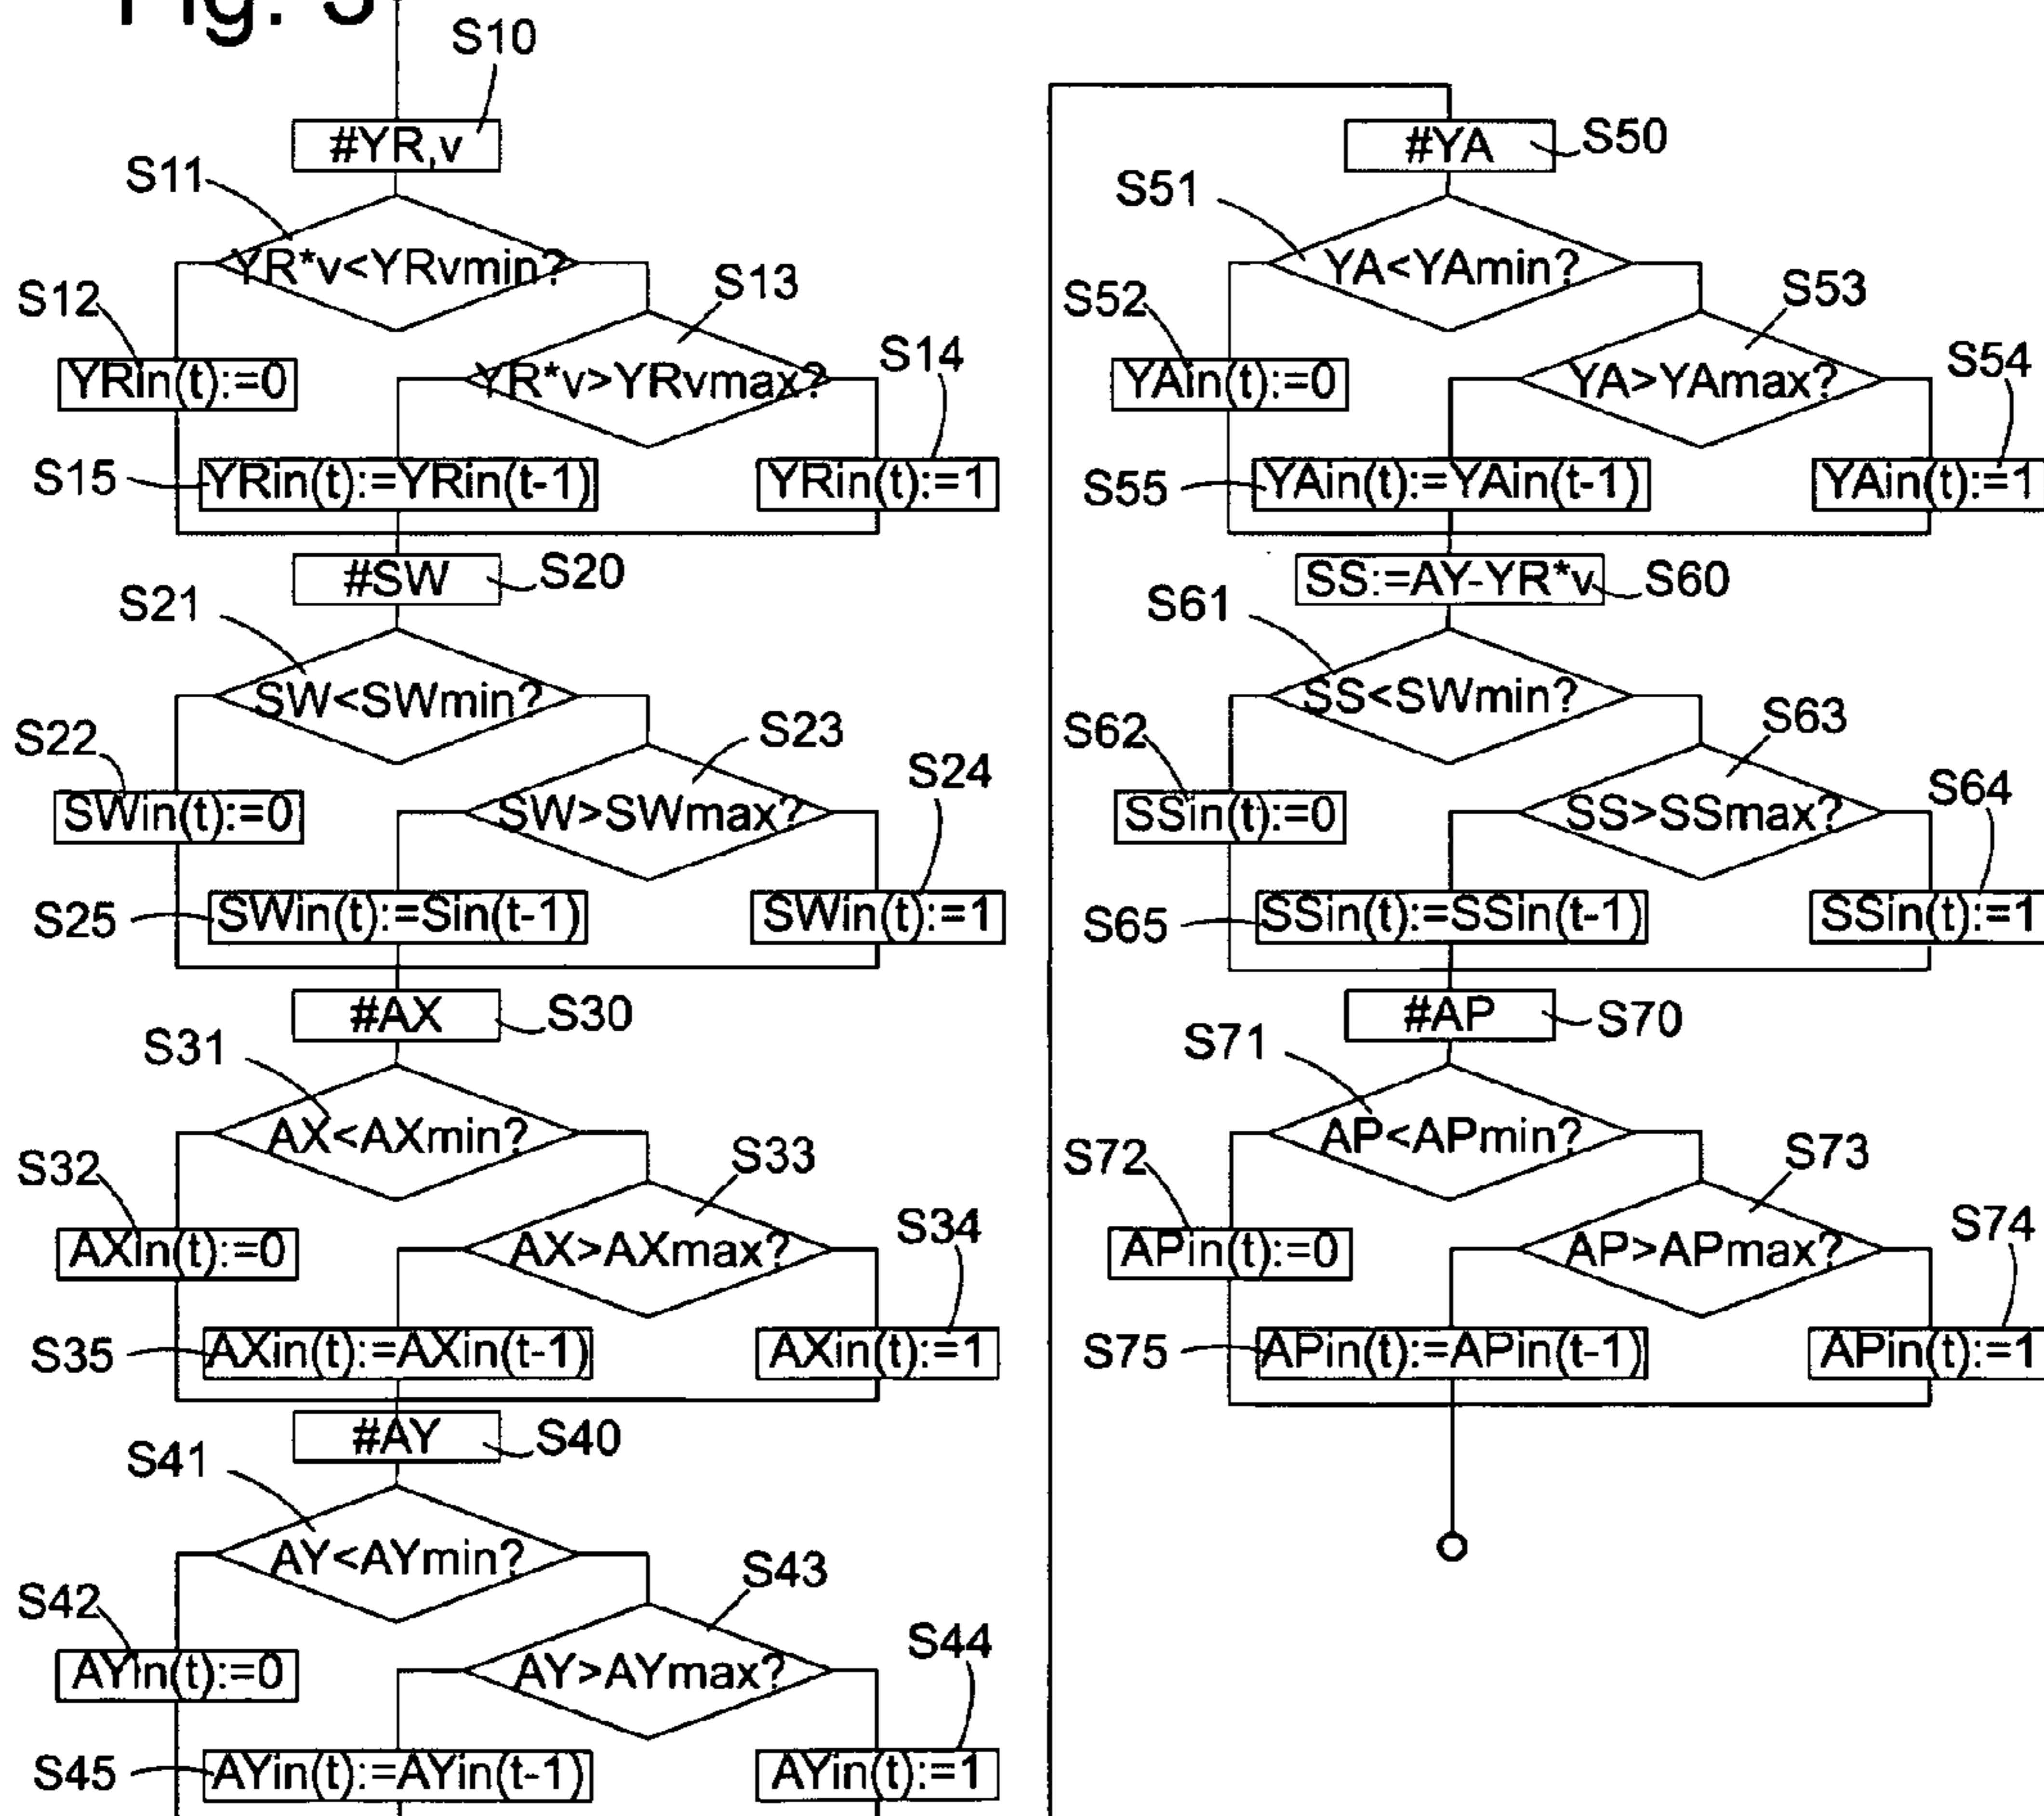 Fig. 3
S10
#YR,v
S11
YR*v<YRvmin?
S12
YRin(t):=0
S13
YR*v>YRvmax?
S14
YRin(t):=1
S15
YRin(t):=YRin(t-1)
#SW
S20
S21
SW<SWmin?
S22
SWin(t):=0
S23
SW>SWmax?
S24
SWin(t):=1
S25
SWin(t):=Sin(t-1)
#AX
S30
S31
AX<AXmin?
S32
AXin(t):=0
S33
AX>AXmax?
S34
AXin(t):=1
S35
AXin(t):=AXin(t-1)
#AY
S40
S41
AY<AYmin?
S42
AYin(t):=0
S43
AY>AYmax?
S44
AYin(t):=1
S45
AYin(t):=AYin(t-1)
#YA
S50
S51
YA<YAmin?
S52
YAin(t):=0
S53
YA>YAmax?
S54
YAin(t):=1
S55
YAin(t):=YAin(t-1)
SS:=AY-YR*v
S60
S61
SS<SWmin?
S62
SSin(t):=0
S63
SS>SSmax?
S64
SSin(t):=1
S65
SSin(t):=SSin(t-1)
#AP
S70
S71
AP<APmin?
S72
APin(t):=0
S73
AP>APmax?
S74
APin(t):=1
S75
APin(t):=APin(t-1)